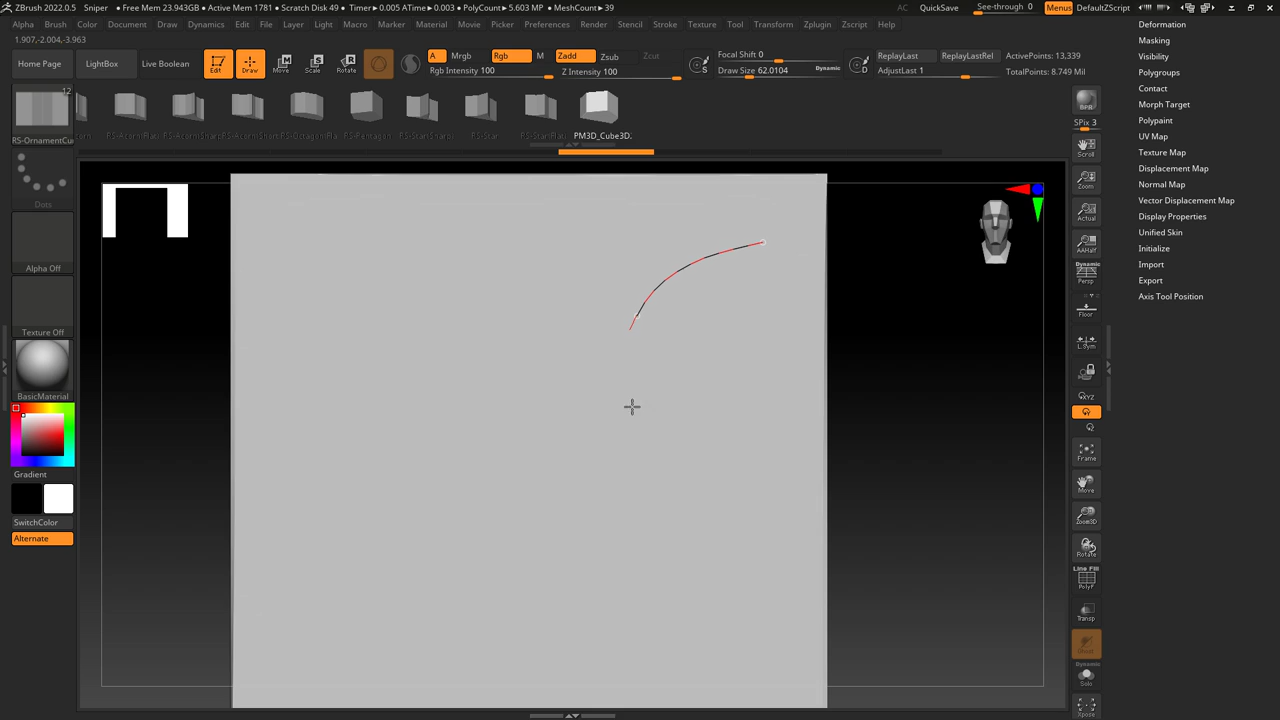 ZBrush 2022.0.5 Sniper • Free Mem 23.943GB • Active Mem 1781 • Scratch Disk 49 • Timer▸0.005 ATime▸0.003 • PolyCount▸5.603 MP • MeshCount▸39 AC QuickSave See-through 0 Menus DefaultZScript
Alpha Brush Color Document Draw Dynamics Edit File Layer Light Macro Marker Material Movie Picker Preferences Render Stencil Stroke Texture Tool Transform Zplugin Zscript Help
1.907,-2.004,-3.963
Home Page LightBox Live Boolean Edit Draw Move Scale Rotate
A Mrgb Rgb M Zadd Zsub Zcut
Rgb Intensity 100 Z Intensity 100
Focal Shift 0
Draw Size 62.0104 Dynamic
S D
ReplayLast ReplayLastRel ActivePoints: 13,339
AdjustLast 1 TotalPoints: 8.749 Mil
12
PM3D_Cube3D.
Dots
Alpha Off
Texture Off
BasicMaterial
Gradient
SwitchColor
Alternate
BPR
SPix 3
Scroll
Zoom
Actual
AAHalf
Dynamic
Persp
Floor
L.Sym
XYZ
Frame
Move
Zoom3D
Rotate
Line Fill
PolyF
Transp
Dynamic
Solo
Xpose
Deformation
Masking
Visibility
Polygroups
Contact
Morph Target
Polypaint
UV Map
Texture Map
Displacement Map
Normal Map
Vector Displacement Map
Display Properties
Unified Skin
Initialize
Import
Export
Axis Tool Position